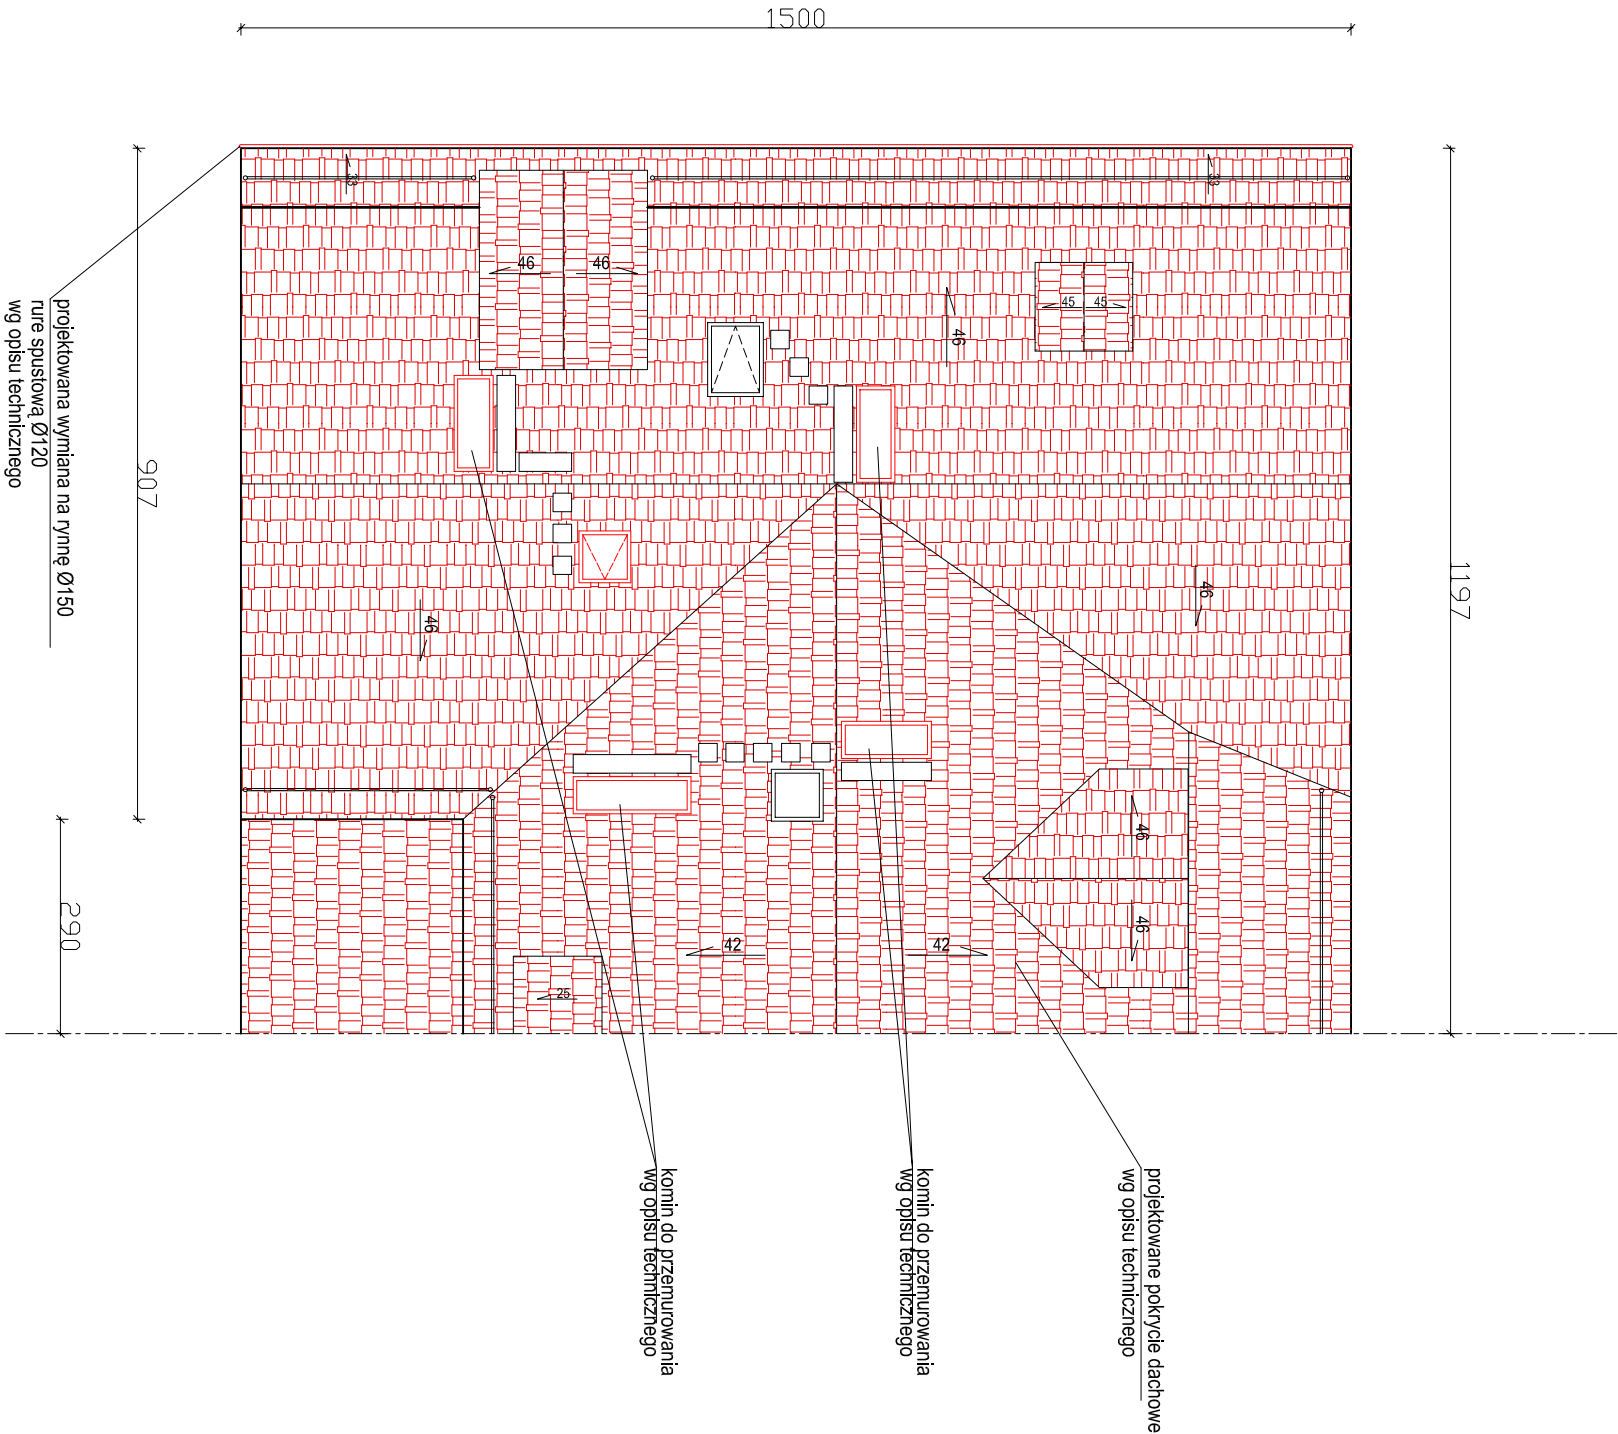 1500
33
33
46
46
45
45
46
907
1197
projektowana wymiana na rynnę Ø150
rure spustową Ø120
wg opisu technicznego
46
46
46
290
46
42
42
25
komin do przemurowania
wg opisu technicznego
komin do przemurowania
wg opisu technicznego
projektowane pokrycie dachowe
wg opisu technicznego